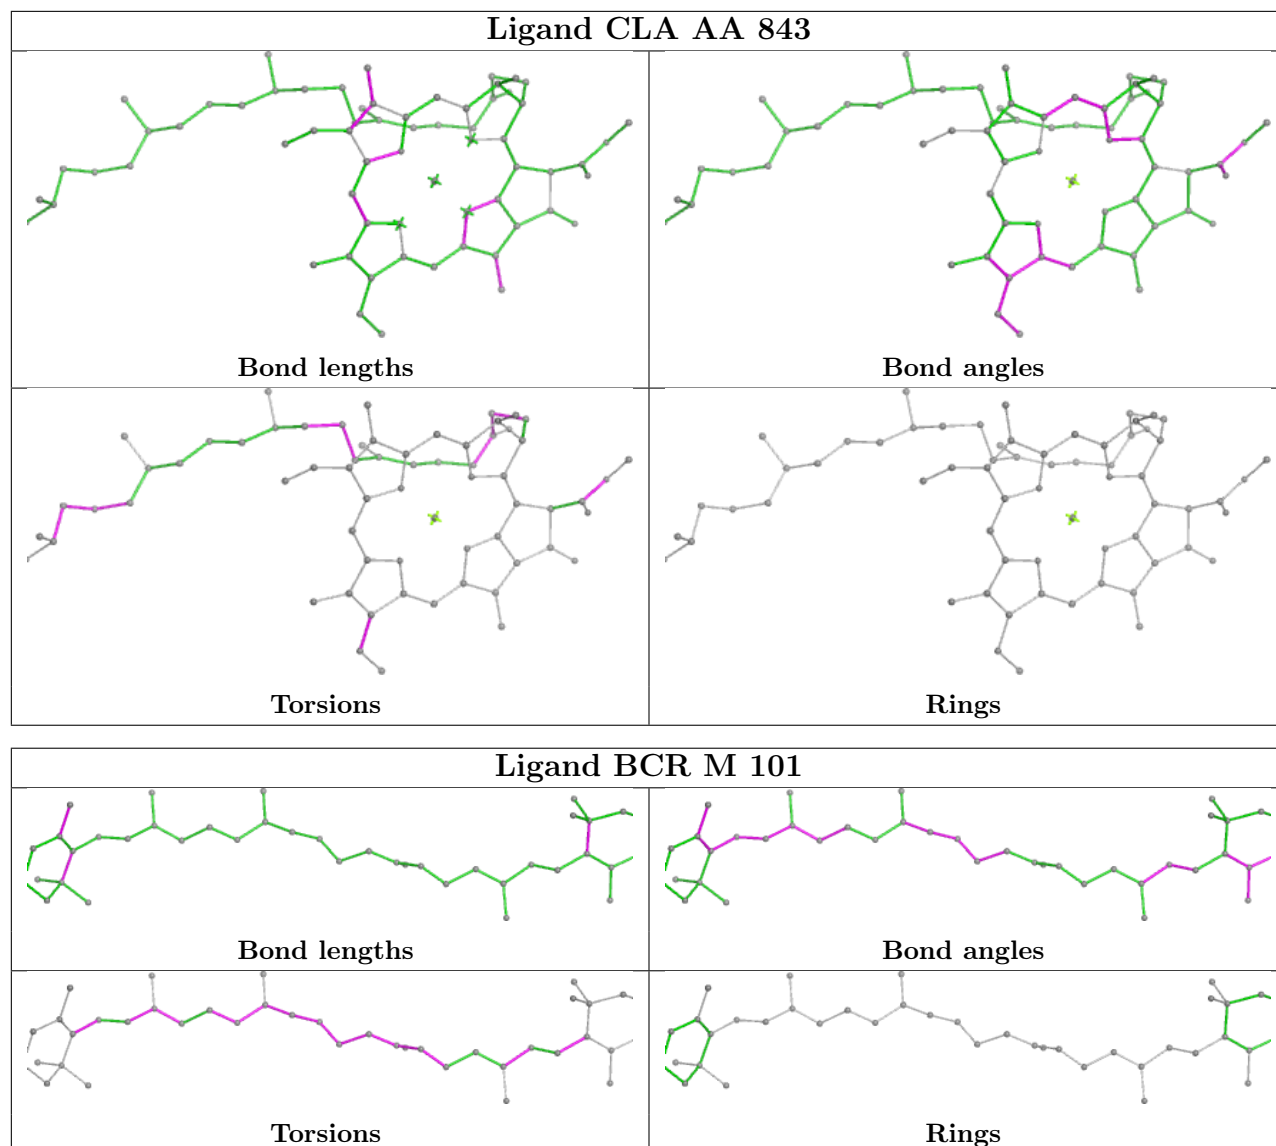 Ligand CLA AA 843
Bond lengths
Bond angles
Torsions
Rings
Ligand BCR M 101
Bond lengths
Bond angles
Torsions
Rings